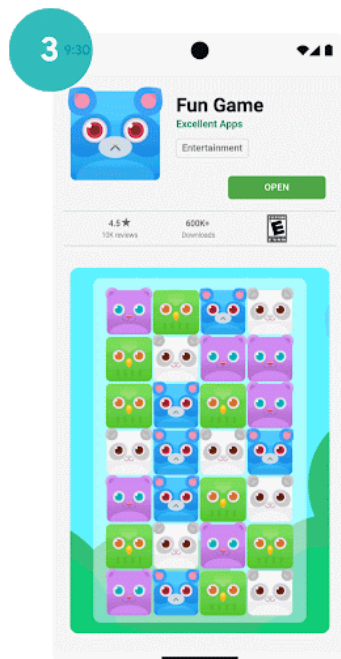 3
9:30
Fun Game
Excellent Apps
Entertainment
OPEN
4.5★ 600K+ E
10K reviews Downloads